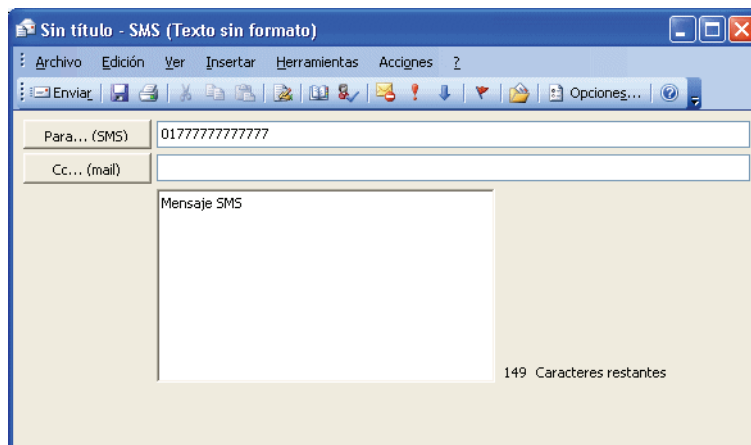 Sin título - SMS (Texto sin formato)
Archivo Edición Ver Insertar Herramientas Acciones ?
Enviar Opciones...
Para... (SMS) 01777777777777
Cc... (mail)
Mensaje SMS
149 Caracteres restantes